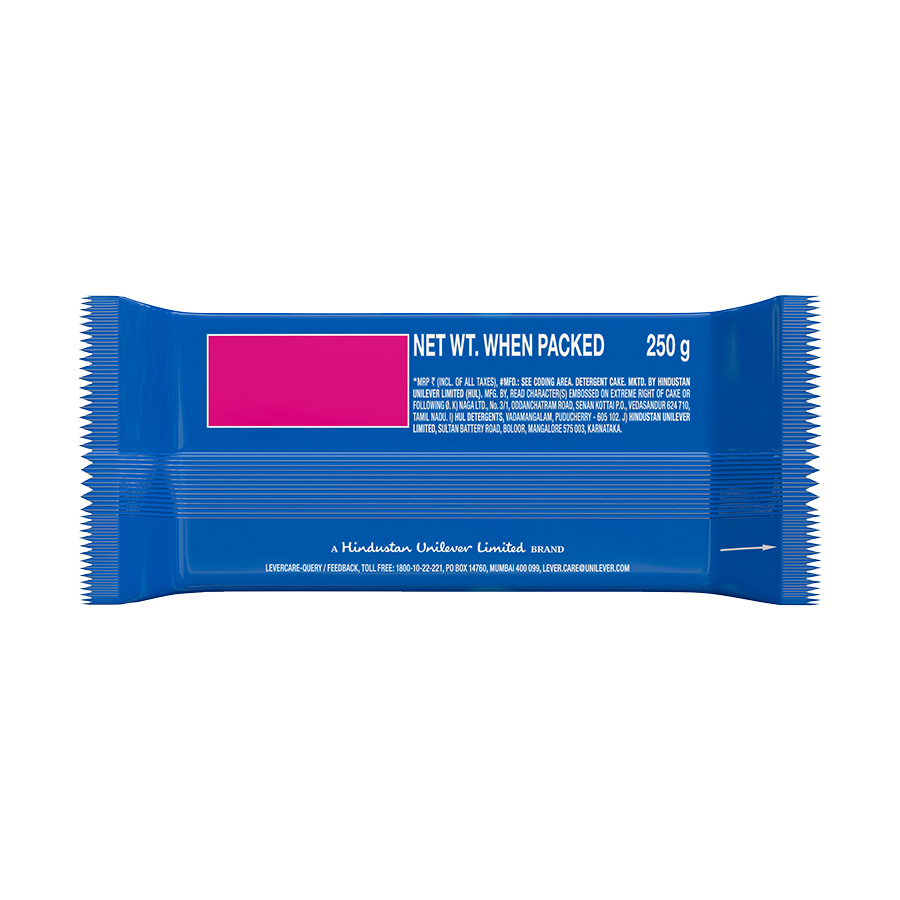 NET WT. WHEN PACKED 250 g
*MRP ₹ (INCL. OF ALL TAXES), #MFD.: SEE CODING AREA. DETERGENT CAKE. MKTD. BY HINDUSTAN
UNILEVER LIMITED (HUL). MFG. BY, READ CHARACTER(S) EMBOSSED ON EXTREME RIGHT OF CAKE OR
FOLLOWING Ø. K) NAGA LTD., No. 3/1, ODDANCHATRAM ROAD, SENAN KOTTAI P.O., VEDASANDUR 624 710,
TAMIL NADU. I) HUL DETERGENTS, VADAMANGALAM, PUDUCHERRY - 605 102. J) HINDUSTAN UNILEVER
LIMITED, SULTAN BATTERY ROAD, BOLOOR, MANGALORE 575 003, KARNATAKA.
A Hindustan Unilever Limited BRAND
LEVERCARE-QUERY / FEEDBACK, TOLL FREE: 1800-10-22-221, PO BOX 14760, MUMBAI 400 099, LEVER.CARE@UNILEVER.COM